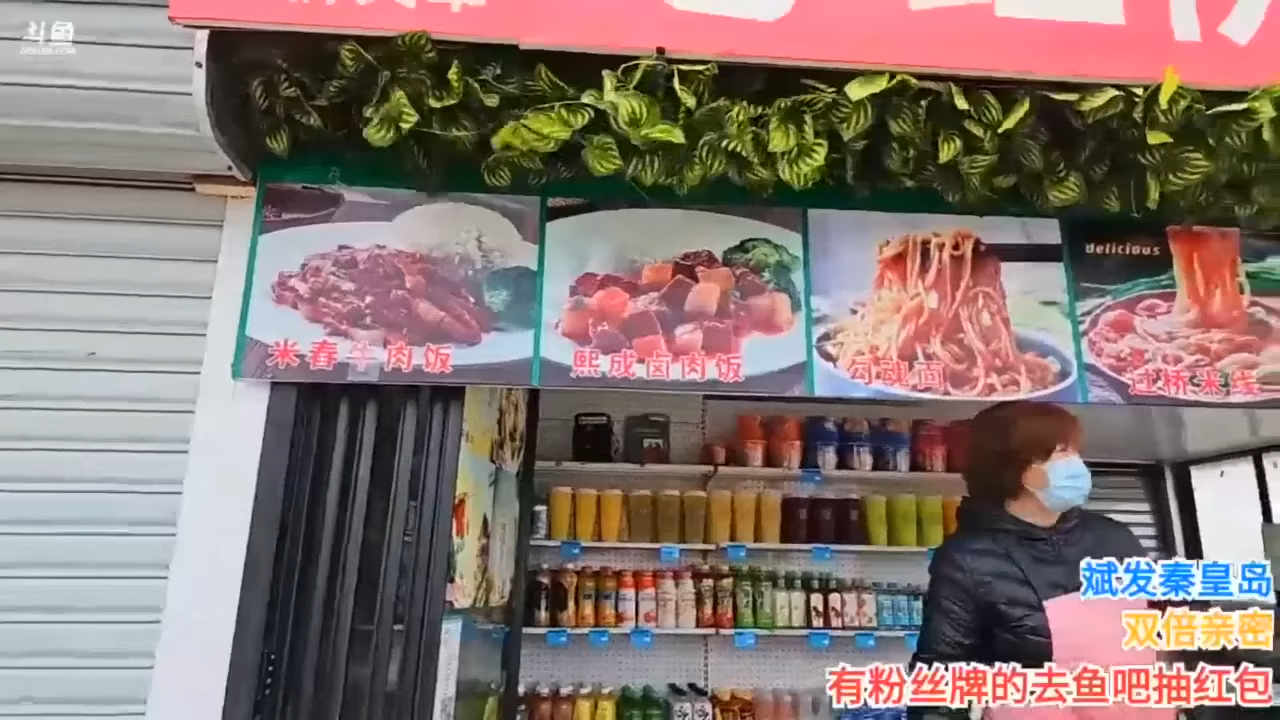 斗鱼
delicious
米春牛肉饭
熙成卤肉饭
勾魂面
过桥米线
斌发秦皇岛
双倍亲密
有粉丝牌的去鱼吧抽红包